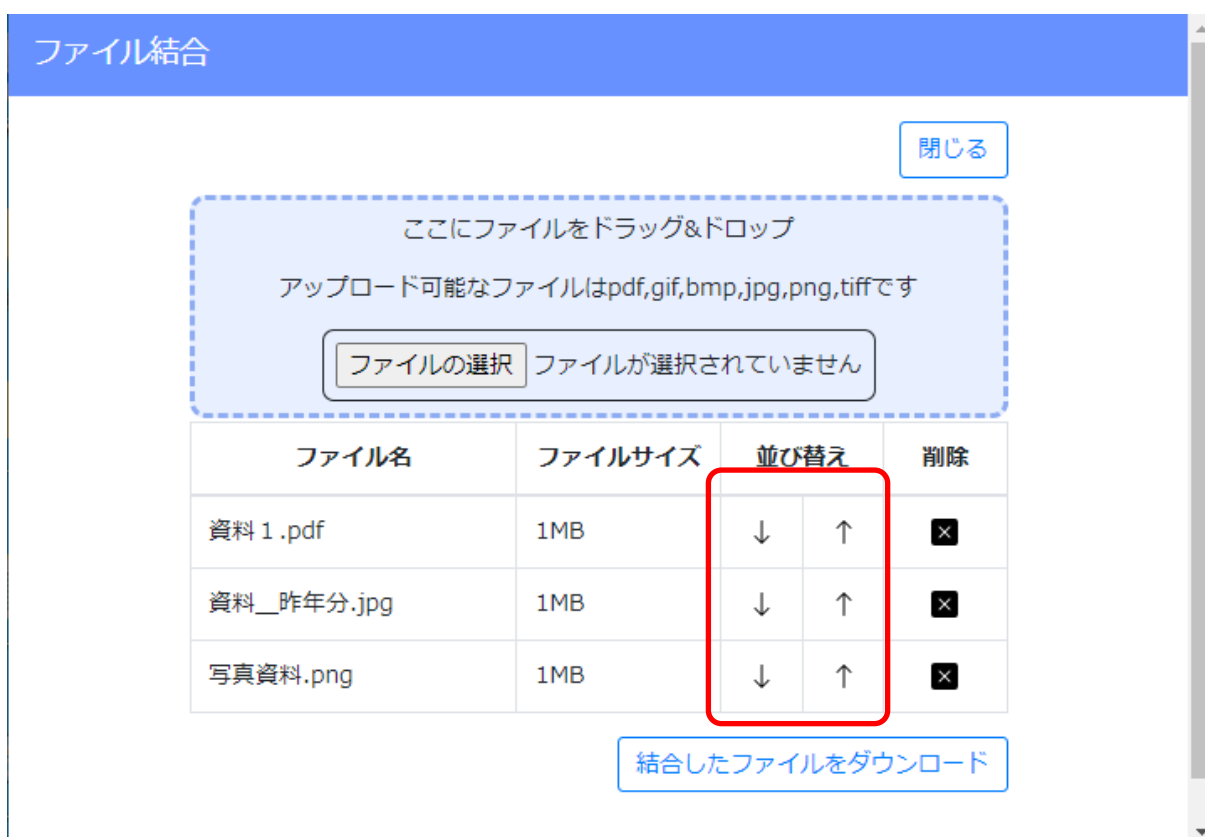 ファイル結合
閉じる
ここにファイルをドラッグ&ドロップ
アップロード可能なファイルはpdf,gif,bmp,jpg,png,tiffです
ファイルの選択 ファイルが選択されていません
ファイル名 ファイルサイズ 並び替え 削除
資料１.pdf 1MB ↓ ↑ ×
資料__昨年分.jpg 1MB ↓ ↑ ×
写真資料.png 1MB ↓ ↑ ×
結合したファイルをダウンロード